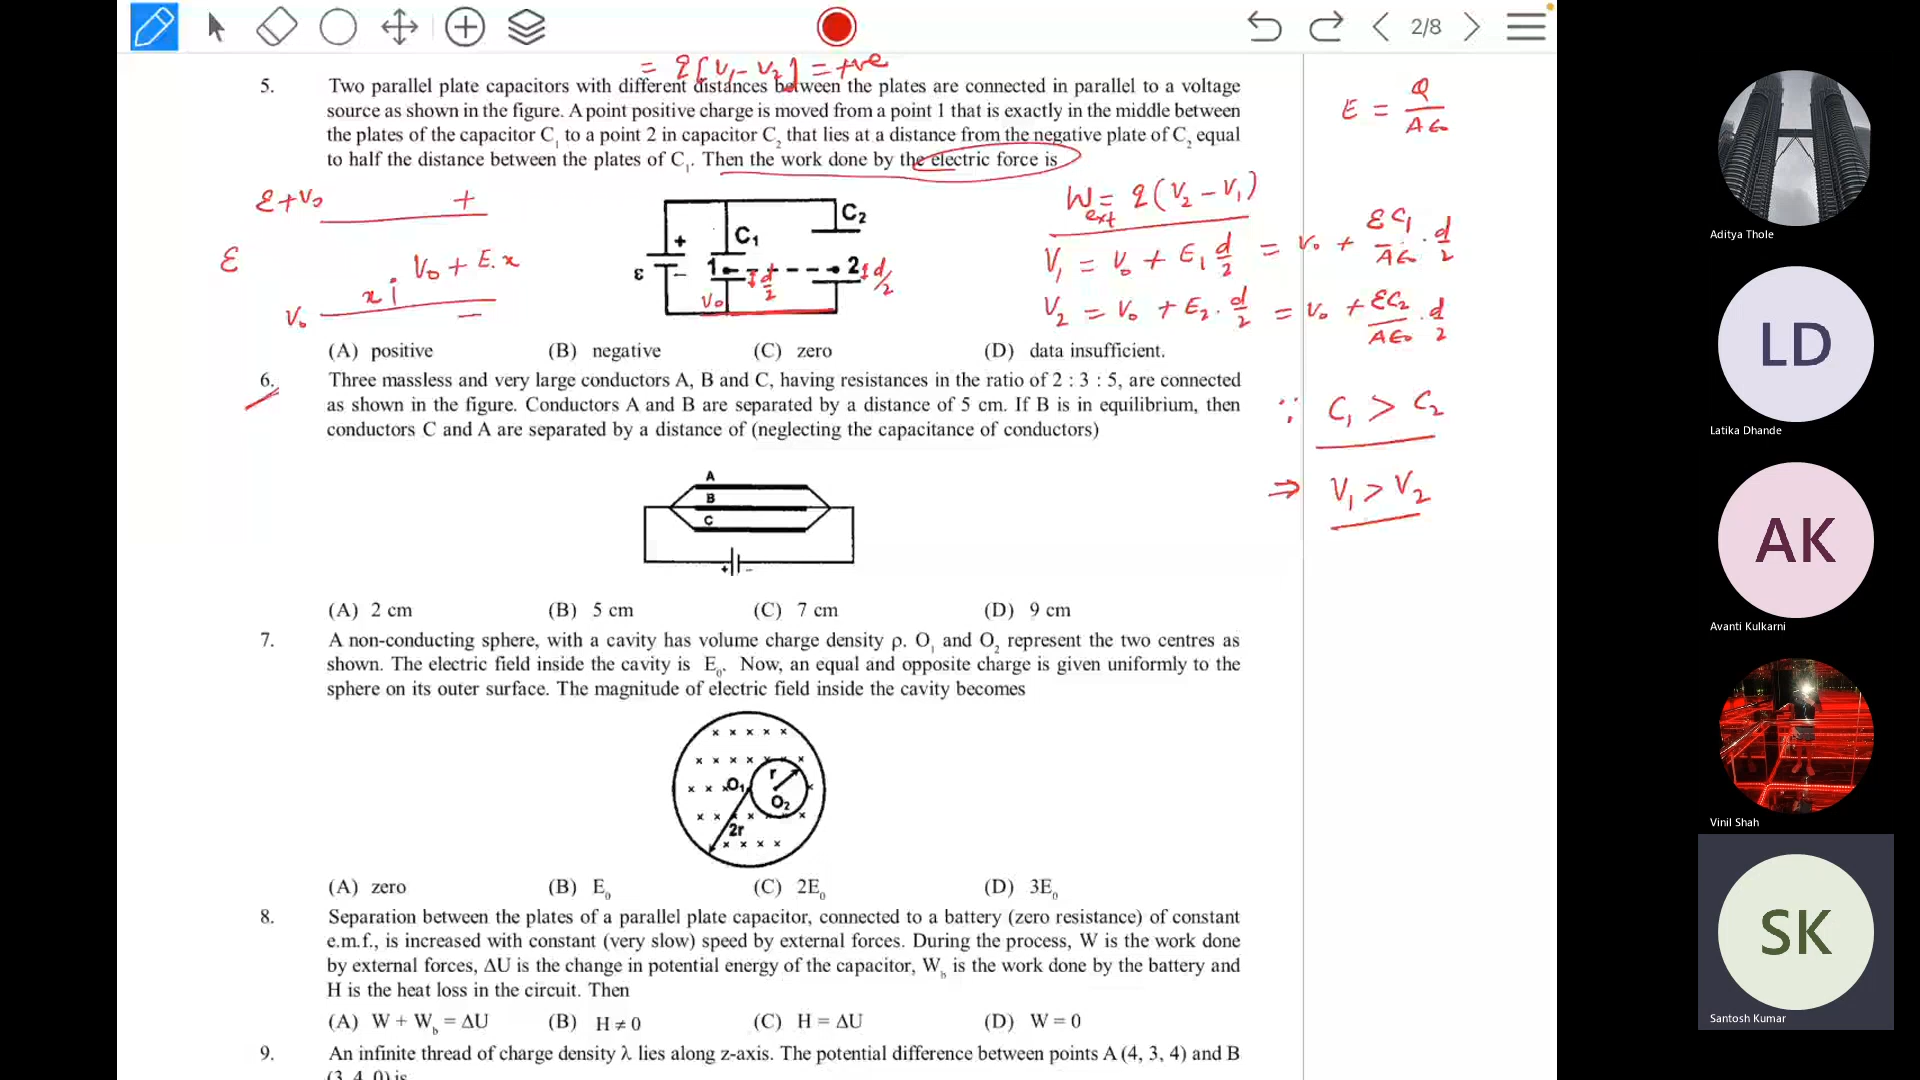 2/8
= q[V₁ - V₂] = +ve
5. Two parallel plate capacitors with different distances between the plates are connected in parallel to a voltage
source as shown in the figure. A point positive charge is moved from a point 1 that is exactly in the middle between
the plates of the capacitor C₁ to a point 2 in capacitor C₂ that lies at a distance from the negative plate of C₂ equal
to half the distance between the plates of C₁. Then the work done by the electric force is
E = Q/Aε₀
ε+V₀ +
ε
V₀ + E.x
x
V₀ −
+ − ε
C₁
C₂
1 + 2
d/2
d/2
V₀
W ext = q(V₂ − V₁)
V₁ = V₀ + E₁ d/2 = V₀ + εC₁/Aε₀ · d/2
V₂ = V₀ + E₂ · d/2 = V₀ + εC₂/Aε₀ · d/2
∵ C₁ > C₂
⇒ V₁ > V₂
(A) positive (B) negative (C) zero (D) data insufficient.
6. Three massless and very large conductors A, B and C, having resistances in the ratio of 2 : 3 : 5, are connected
as shown in the figure. Conductors A and B are separated by a distance of 5 cm. If B is in equilibrium, then
conductors C and A are separated by a distance of (neglecting the capacitance of conductors)
A
B
C
+ −
(A) 2 cm (B) 5 cm (C) 7 cm (D) 9 cm
7. A non-conducting sphere, with a cavity has volume charge density ρ. O₁ and O₂ represent the two centres as
shown. The electric field inside the cavity is E₀. Now, an equal and opposite charge is given uniformly to the
sphere on its outer surface. The magnitude of electric field inside the cavity becomes
r
O₁
O₂
2r
(A) zero (B) E₀ (C) 2E₀ (D) 3E₀
8. Separation between the plates of a parallel plate capacitor, connected to a battery (zero resistance) of constant
e.m.f., is increased with constant (very slow) speed by external forces. During the process, W is the work done
by external forces, ΔU is the change in potential energy of the capacitor, W_b is the work done by the battery and
H is the heat loss in the circuit. Then
(A) W + W_b = ΔU (B) H ≠ 0 (C) H = ΔU (D) W = 0
9. An infinite thread of charge density λ lies along z-axis. The potential difference between points A (4, 3, 4) and B
(3, 4, 0) is
Aditya Thole
LD
Latika Dhande
AK
Avanti Kulkarni
Vinil Shah
SK
Santosh Kumar